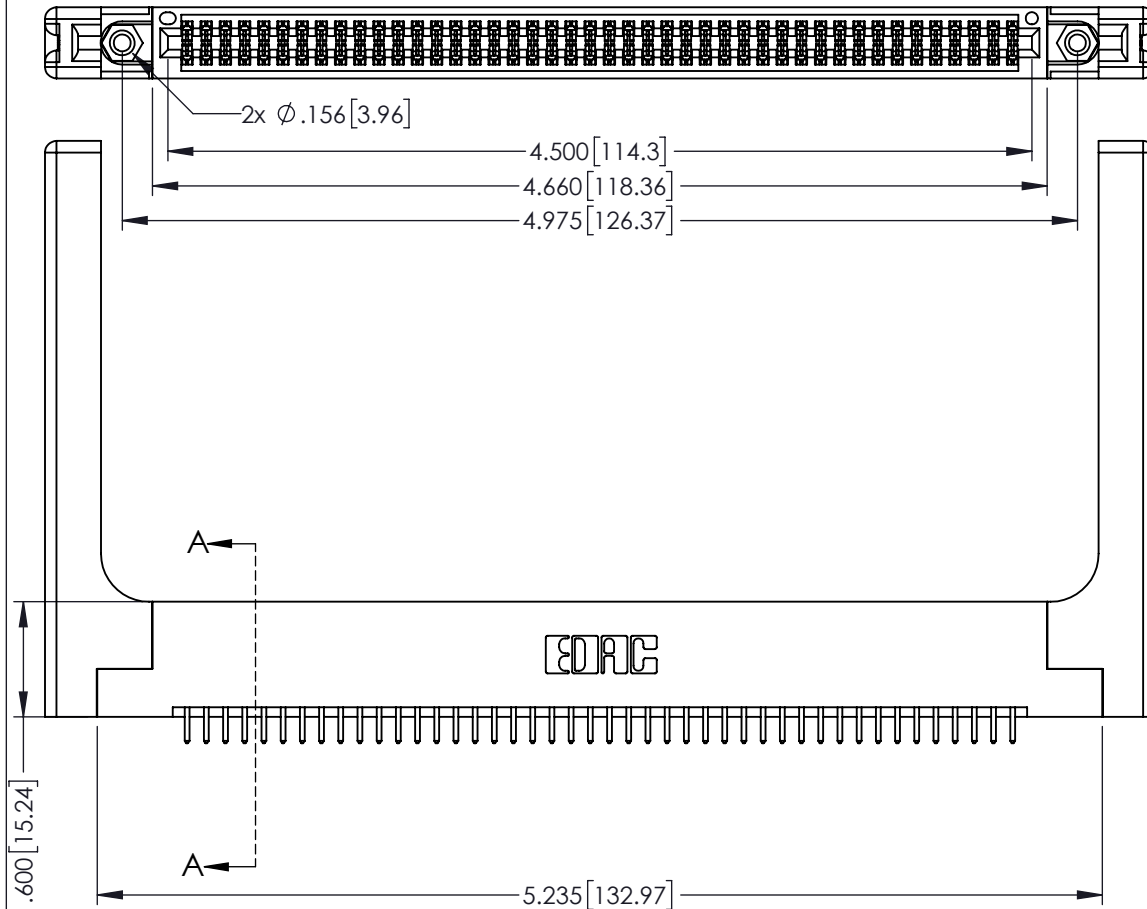 2x Ø.156[3.96]
4.500[114.3]
4.660[118.36]
4.975[126.37]
A
EDAC
.600[15.24]
A
5.235[132.97]